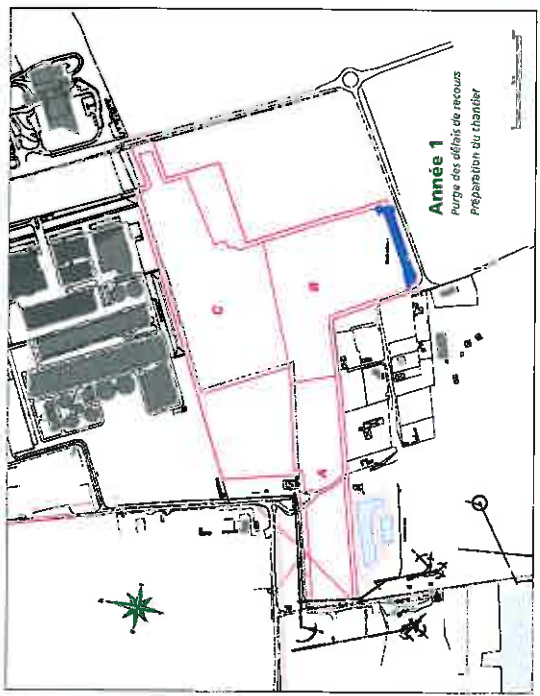 Année 1
Purge des délais de recours
Préparation du chantier
C
B
A